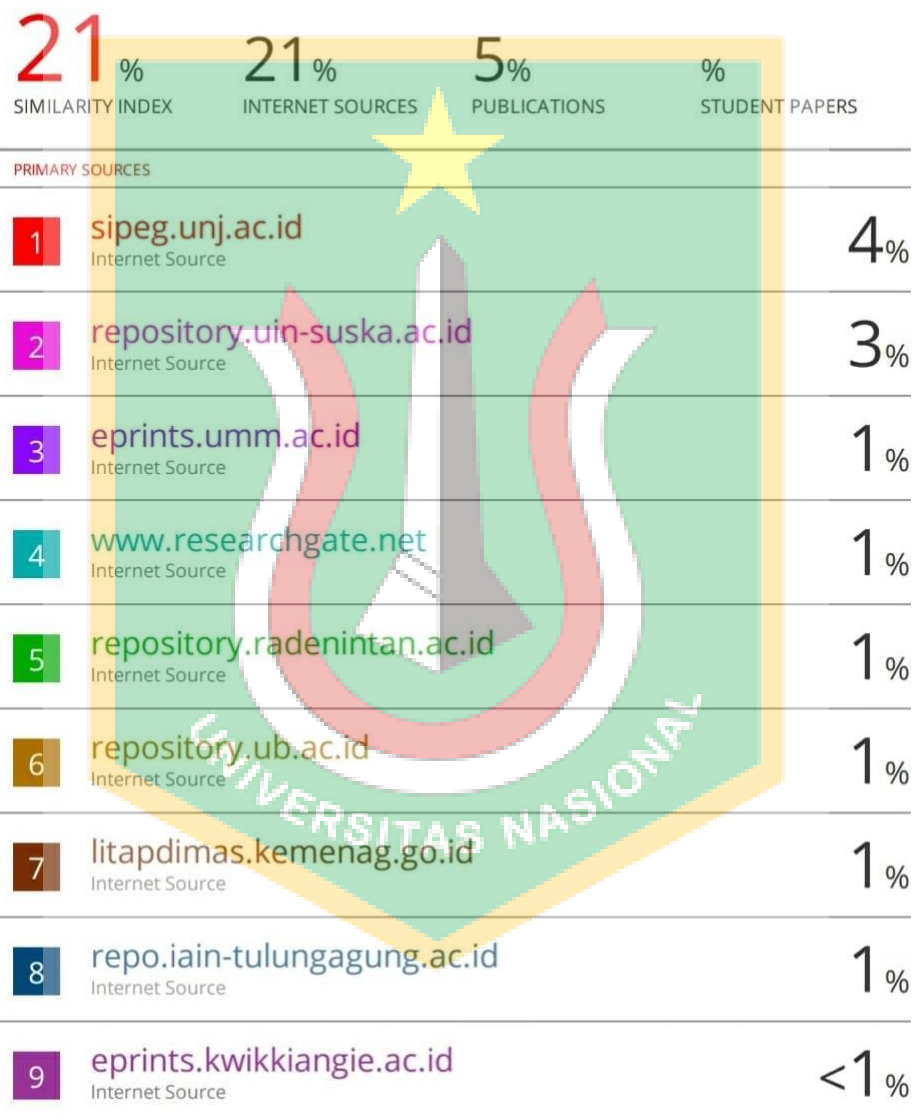 21% 21% 5% %
SIMILARITY INDEX INTERNET SOURCES PUBLICATIONS STUDENT PAPERS
PRIMARY SOURCES
1 sipeg.unj.ac.id 4%
Internet Source
2 repository.uin-suska.ac.id 3%
Internet Source
3 eprints.umm.ac.id 1%
Internet Source
4 www.researchgate.net 1%
Internet Source
5 repository.radenintan.ac.id 1%
Internet Source
6 repository.ub.ac.id 1%
Internet Source
7 litapdimas.kemenag.go.id 1%
Internet Source
8 repo.iain-tulungagung.ac.id 1%
Internet Source
9 eprints.kwikkiangie.ac.id <1%
Internet Source
UNIVERSITAS NASIONAL